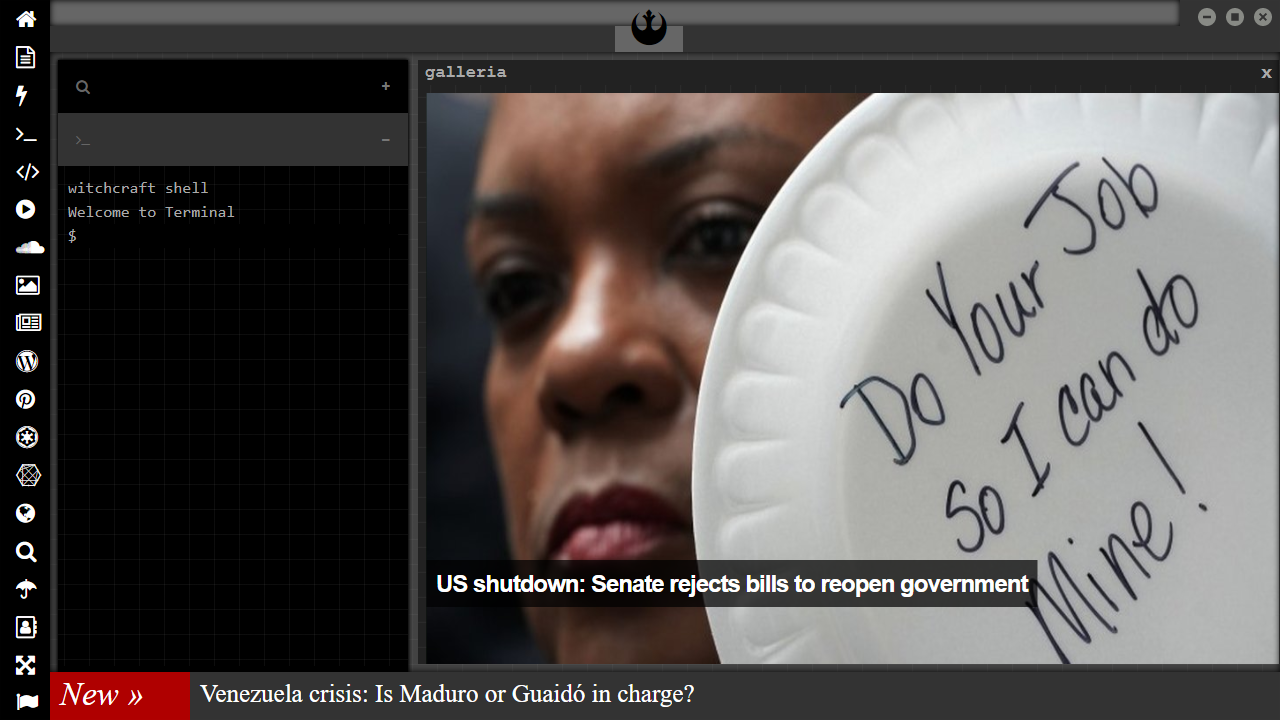 galleria
x
witchcraft shell
Welcome to Terminal
$
Do Your Job
So I can do
Mine!
US shutdown: Senate rejects bills to reopen government
New » Venezuela crisis: Is Maduro or Guaidó in charge?